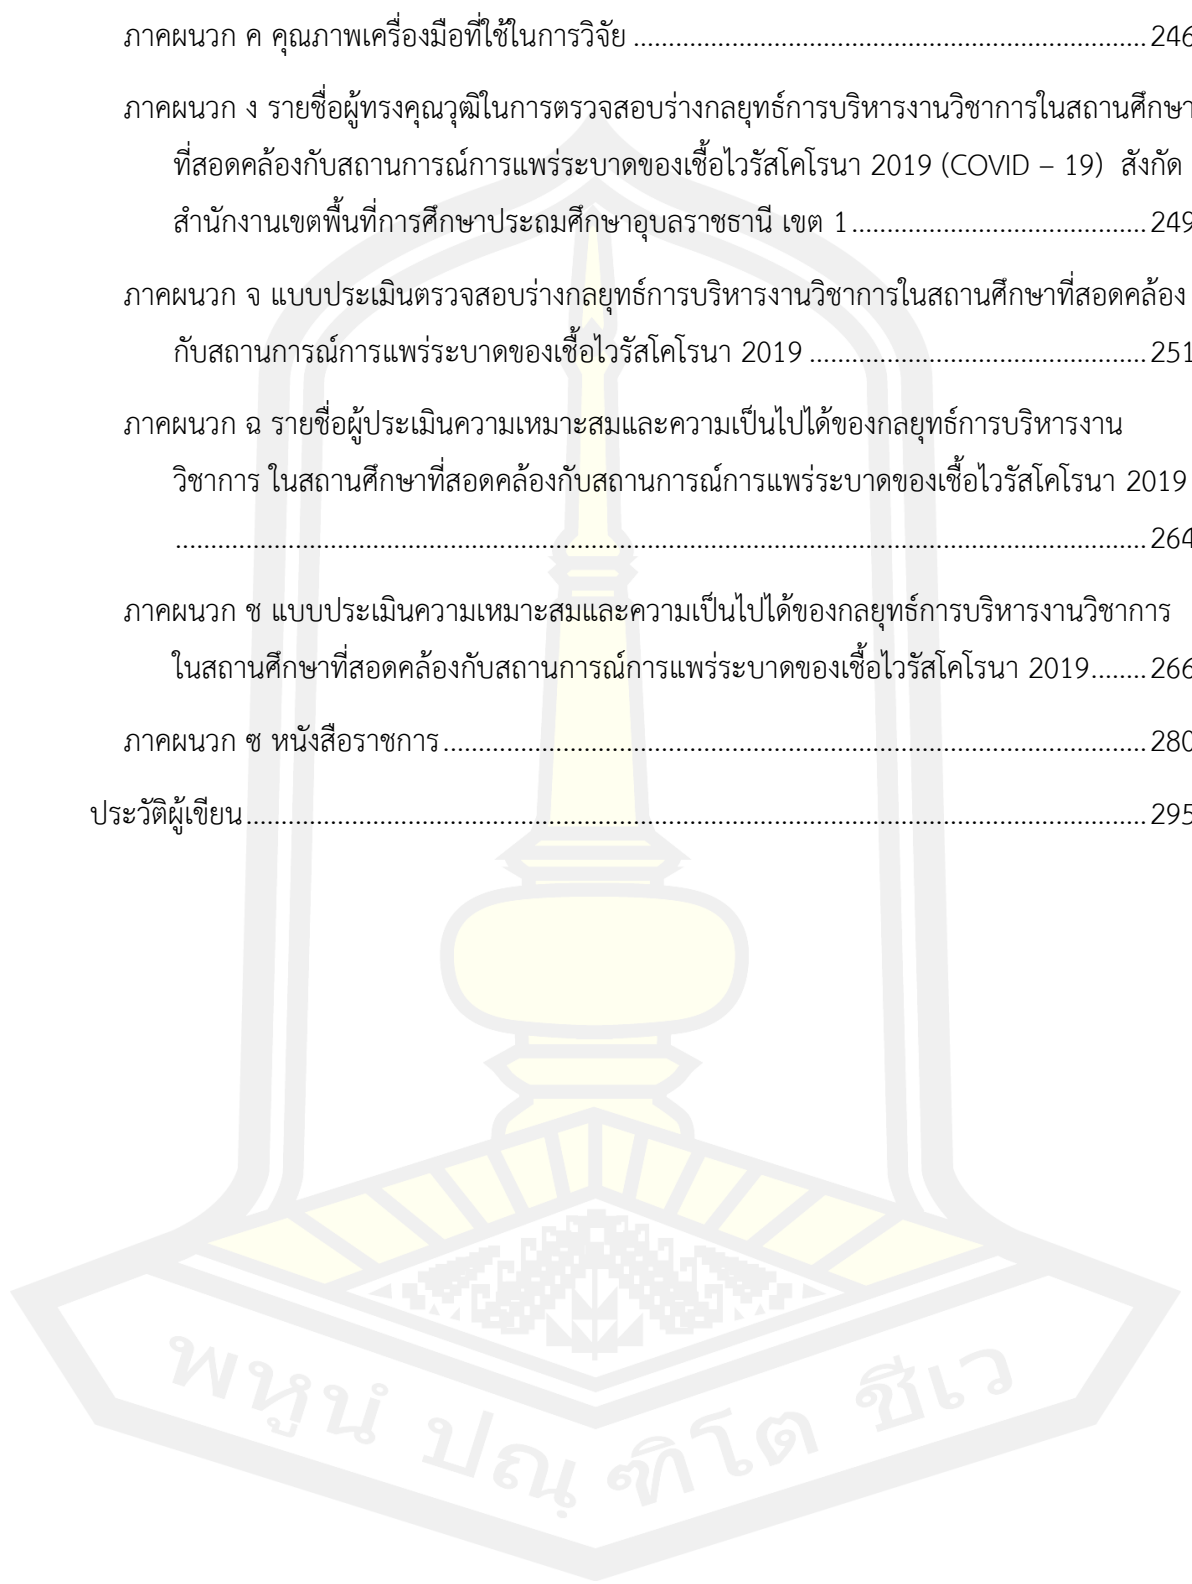 ภาคผนวก ค คุณภาพเครื่องมือที่ใช้ในการวิจัย ........................................................................ 246
ภาคผนวก ง รายชื่อผู้ทรงคุณวุฒิในการตรวจสอบร่างกลยุทธ์การบริหารงานวิชาการในสถานศึกษา
ที่สอดคล้องกับสถานการณ์การแพร่ระบาดของเชื้อไวรัสโคโรนา 2019 (COVID – 19) สังกัด
สำนักงานเขตพื้นที่การศึกษาประถมศึกษาอุบลราชธานี เขต 1 .......................................... 249
ภาคผนวก จ แบบประเมินตรวจสอบร่างกลยุทธ์การบริหารงานวิชาการในสถานศึกษาที่สอดคล้อง
กับสถานการณ์การแพร่ระบาดของเชื้อไวรัสโคโรนา 2019 ................................................ 251
ภาคผนวก ฉ รายชื่อผู้ประเมินความเหมาะสมและความเป็นไปได้ของกลยุทธ์การบริหารงาน
วิชาการ ในสถานศึกษาที่สอดคล้องกับสถานการณ์การแพร่ระบาดของเชื้อไวรัสโคโรนา 2019
........................................................................................................................................ 264
ภาคผนวก ช แบบประเมินความเหมาะสมและความเป็นไปได้ของกลยุทธ์การบริหารงานวิชาการ
ในสถานศึกษาที่สอดคล้องกับสถานการณ์การแพร่ระบาดของเชื้อไวรัสโคโรนา 2019 ........ 266
ภาคผนวก ซ หนังสือราชการ .................................................................................................... 280
ประวัติผู้เขียน ................................................................................................................................ 295
พหูนํ ปณฺฑิโต ชีเว